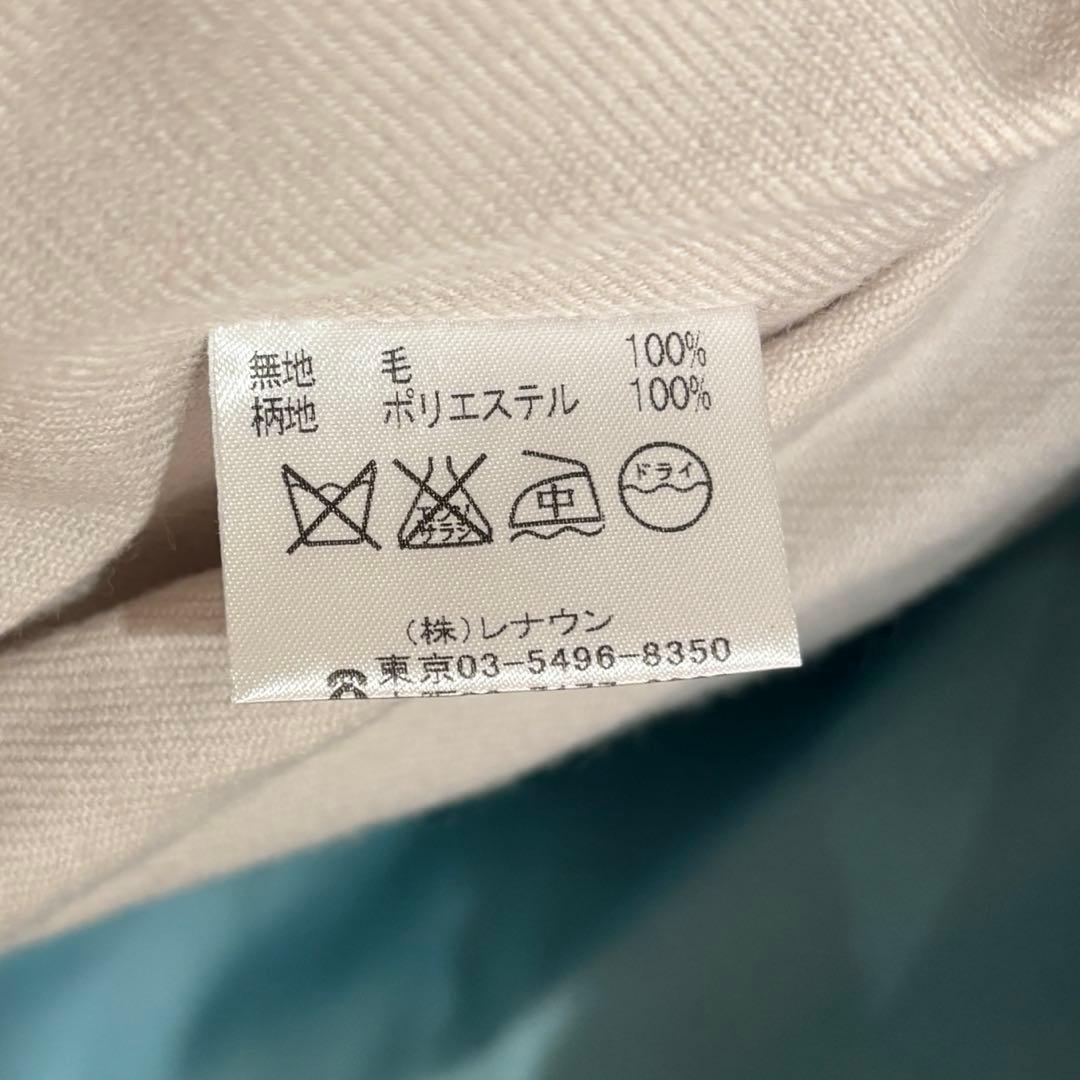 無地 毛 100%
柄地 ポリエステル 100%
エンソ サラシ 中 ドライ
(株)レナウン
東京03-5496-8350